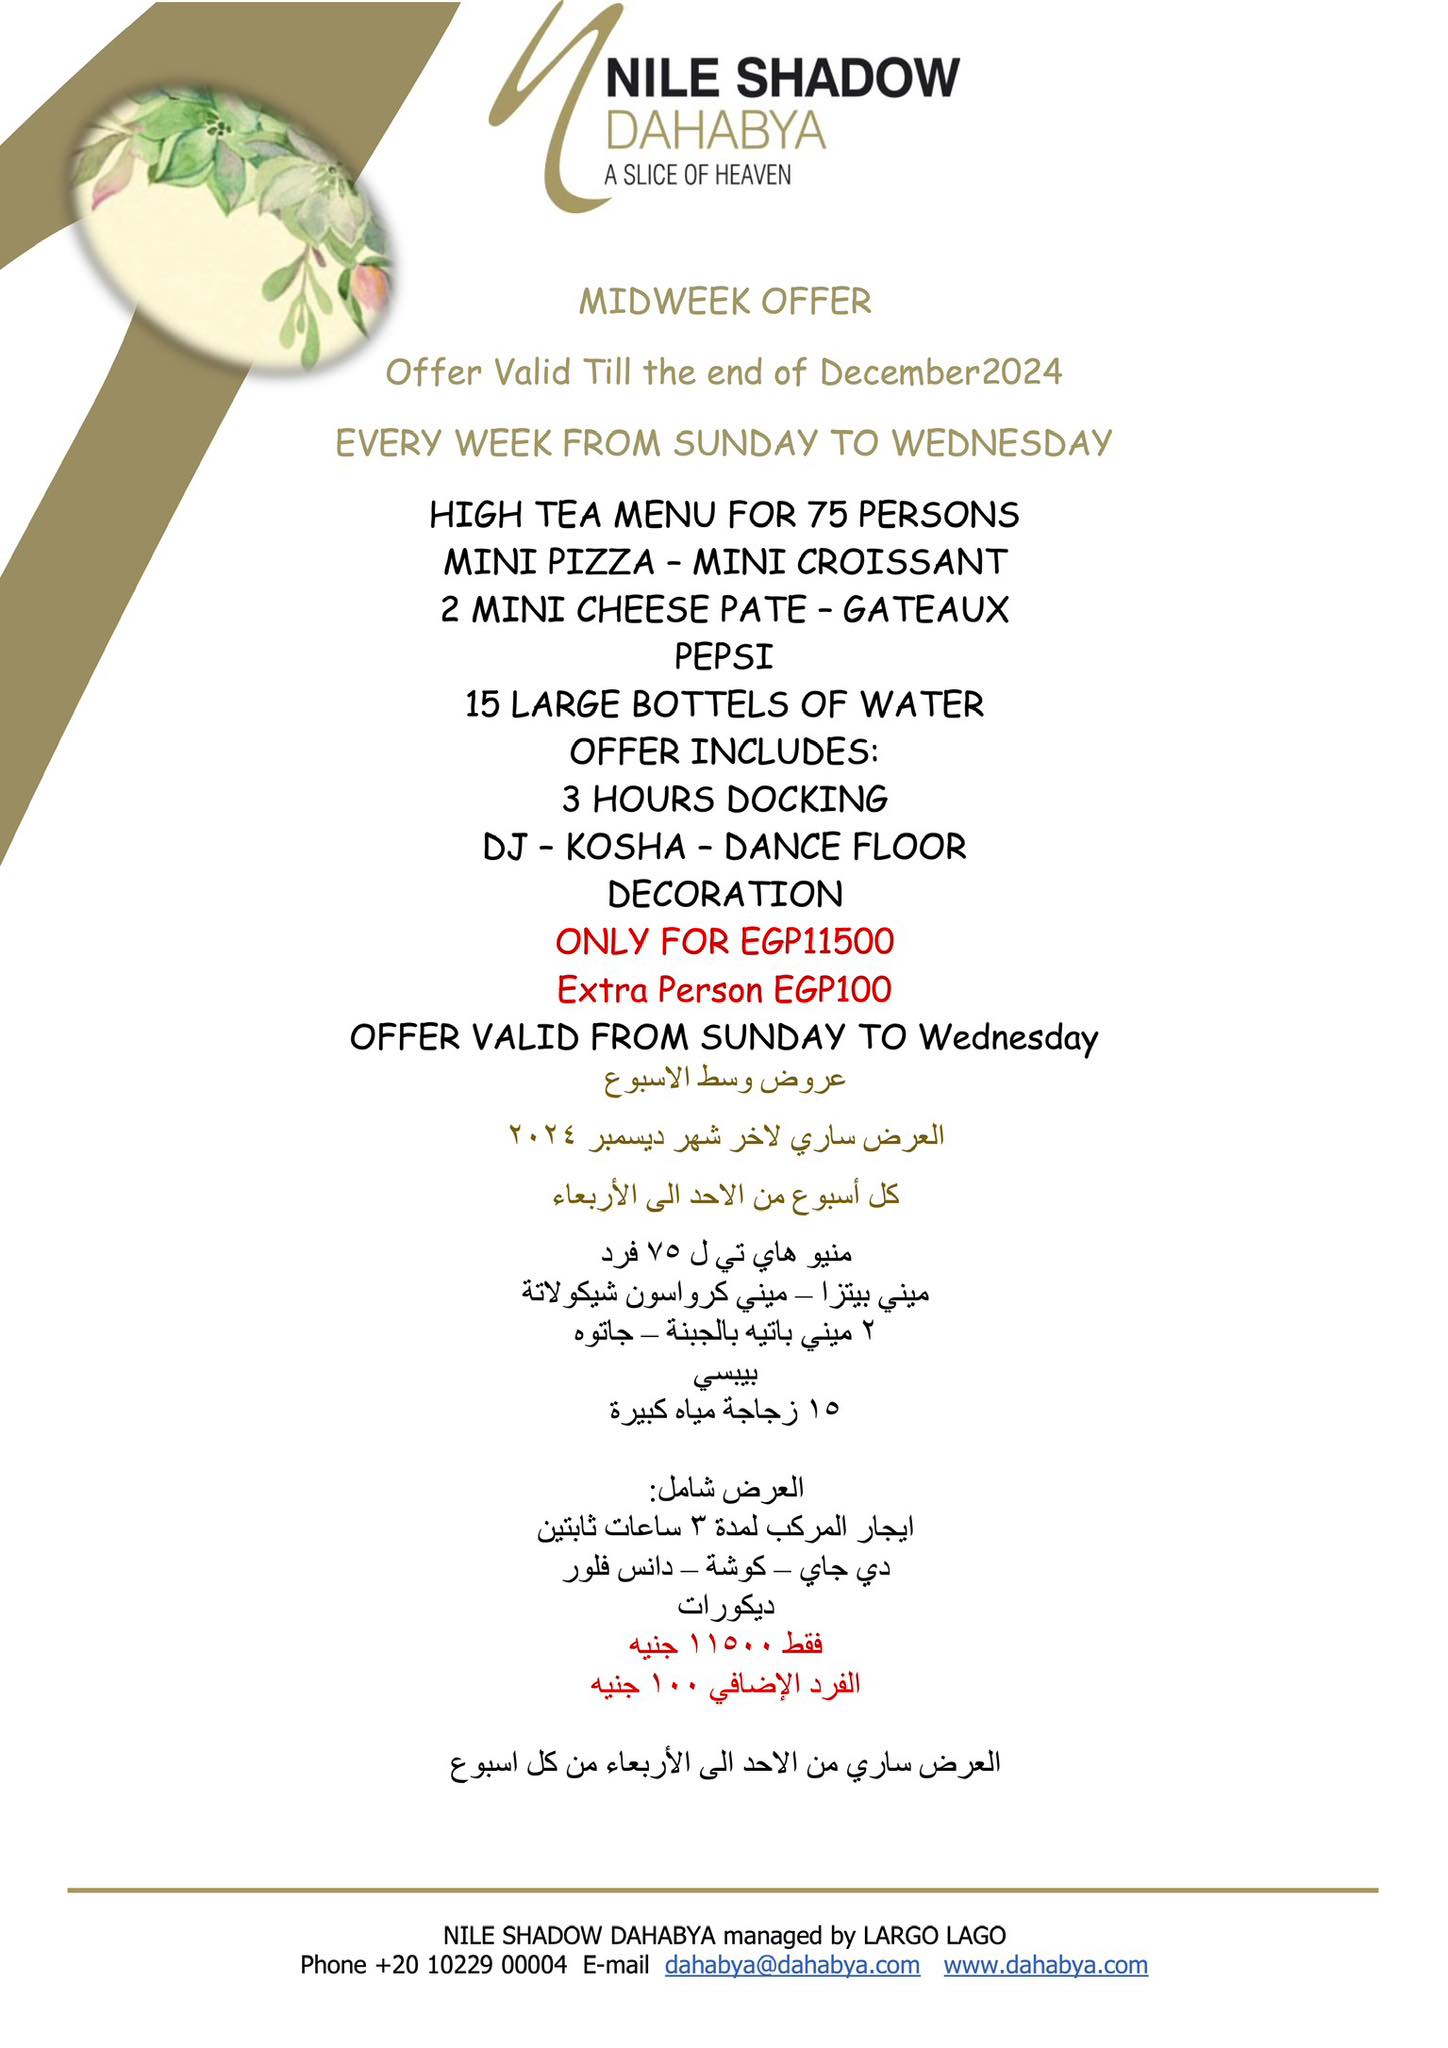 NILE SHADOW
DAHABYA
A SLICE OF HEAVEN
MIDWEEK OFFER
Offer Valid Till the end of December2024
EVERY WEEK FROM SUNDAY TO WEDNESDAY
HIGH TEA MENU FOR 75 PERSONS
MINI PIZZA – MINI CROISSANT
2 MINI CHEESE PATE – GATEAUX
PEPSI
15 LARGE BOTTELS OF WATER
OFFER INCLUDES:
3 HOURS DOCKING
DJ – KOSHA – DANCE FLOOR
DECORATION
ONLY FOR EGP11500
Extra Person EGP100
OFFER VALID FROM SUNDAY TO Wednesday
عروض وسط الاسبوع
العرض ساري لاخر شهر ديسمبر ٢٠٢٤
كل أسبوع من الاحد الى الأربعاء
منيو هاي تي ل ٧٥ فرد
ميني بيتزا – ميني كرواسون شيكولاتة
٢ ميني باتيه بالجبنة – جاتوه
بيبسي
١٥ زجاجة مياه كبيرة
العرض شامل:
ايجار المركب لمدة ٣ ساعات ثابتين
دي جاي – كوشة – دانس فلور
ديكورات
فقط ١١٥٠٠ جنيه
الفرد الإضافي ١٠٠ جنيه
العرض ساري من الاحد الى الأربعاء من كل اسبوع
NILE SHADOW DAHABYA managed by LARGO LAGO
Phone +20 10229 00004 E-mail dahabya@dahabya.com www.dahabya.com